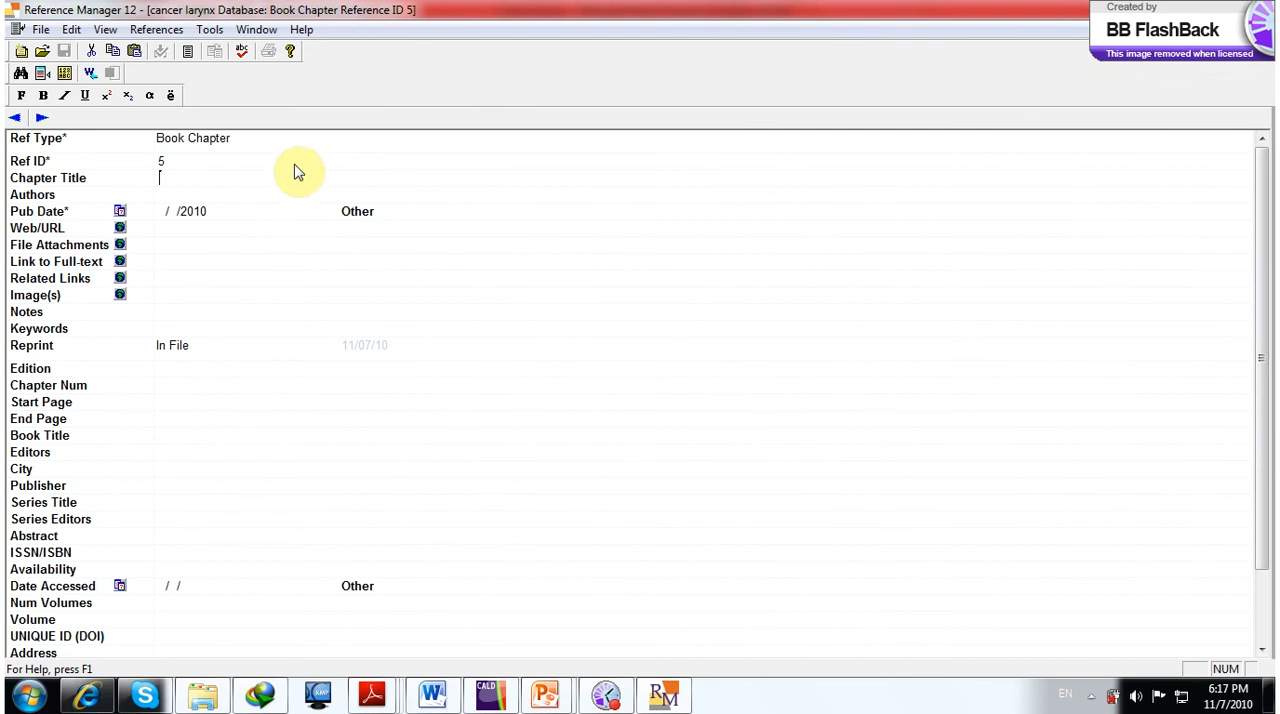 Reference Manager 12 - [cancer larynx Database: Book Chapter Reference ID 5]
Created by
BB FlashBack
This image removed when licensed
File Edit View References Tools Window Help
F B I U x² x₂ α ë
Ref Type* Book Chapter
Ref ID* 5
Chapter Title
Authors
Pub Date* / /2010 Other
Web/URL
File Attachments
Link to Full-text
Related Links
Image(s)
Notes
Keywords
Reprint In File 11/07/10
Edition
Chapter Num
Start Page
End Page
Book Title
Editors
City
Publisher
Series Title
Series Editors
Abstract
ISSN/ISBN
Availability
Date Accessed / / Other
Num Volumes
Volume
UNIQUE ID (DOI)
Address
For Help, press F1 NUM
EN 6:17 PM
11/7/2010